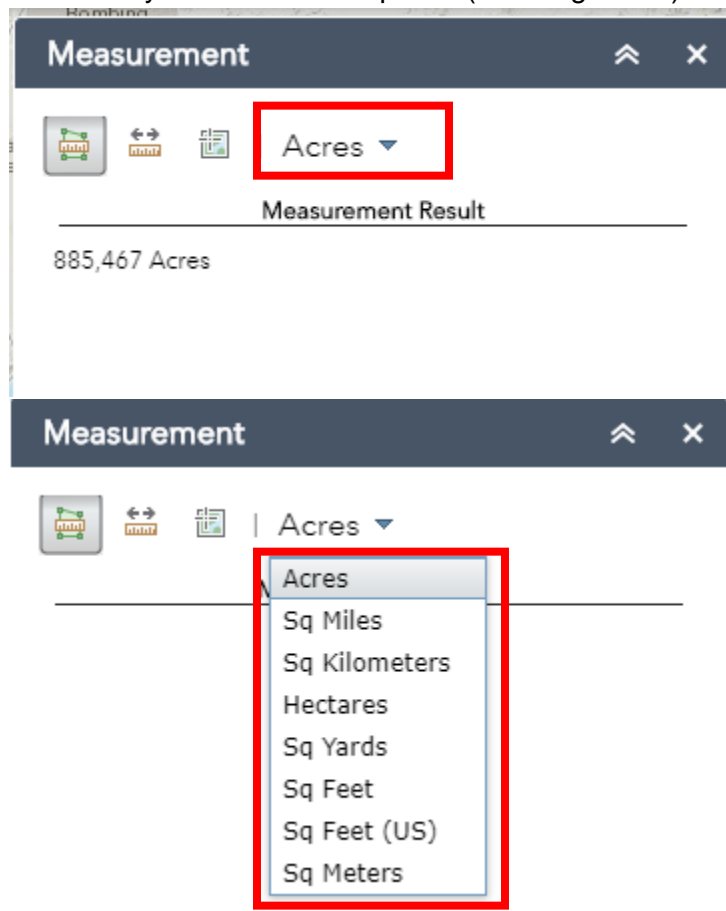 Bombing
Measurement
Acres
Measurement Result
885,467 Acres
Measurement
Acres
Acres
Sq Miles
Sq Kilometers
Hectares
Sq Yards
Sq Feet
Sq Feet (US)
Sq Meters